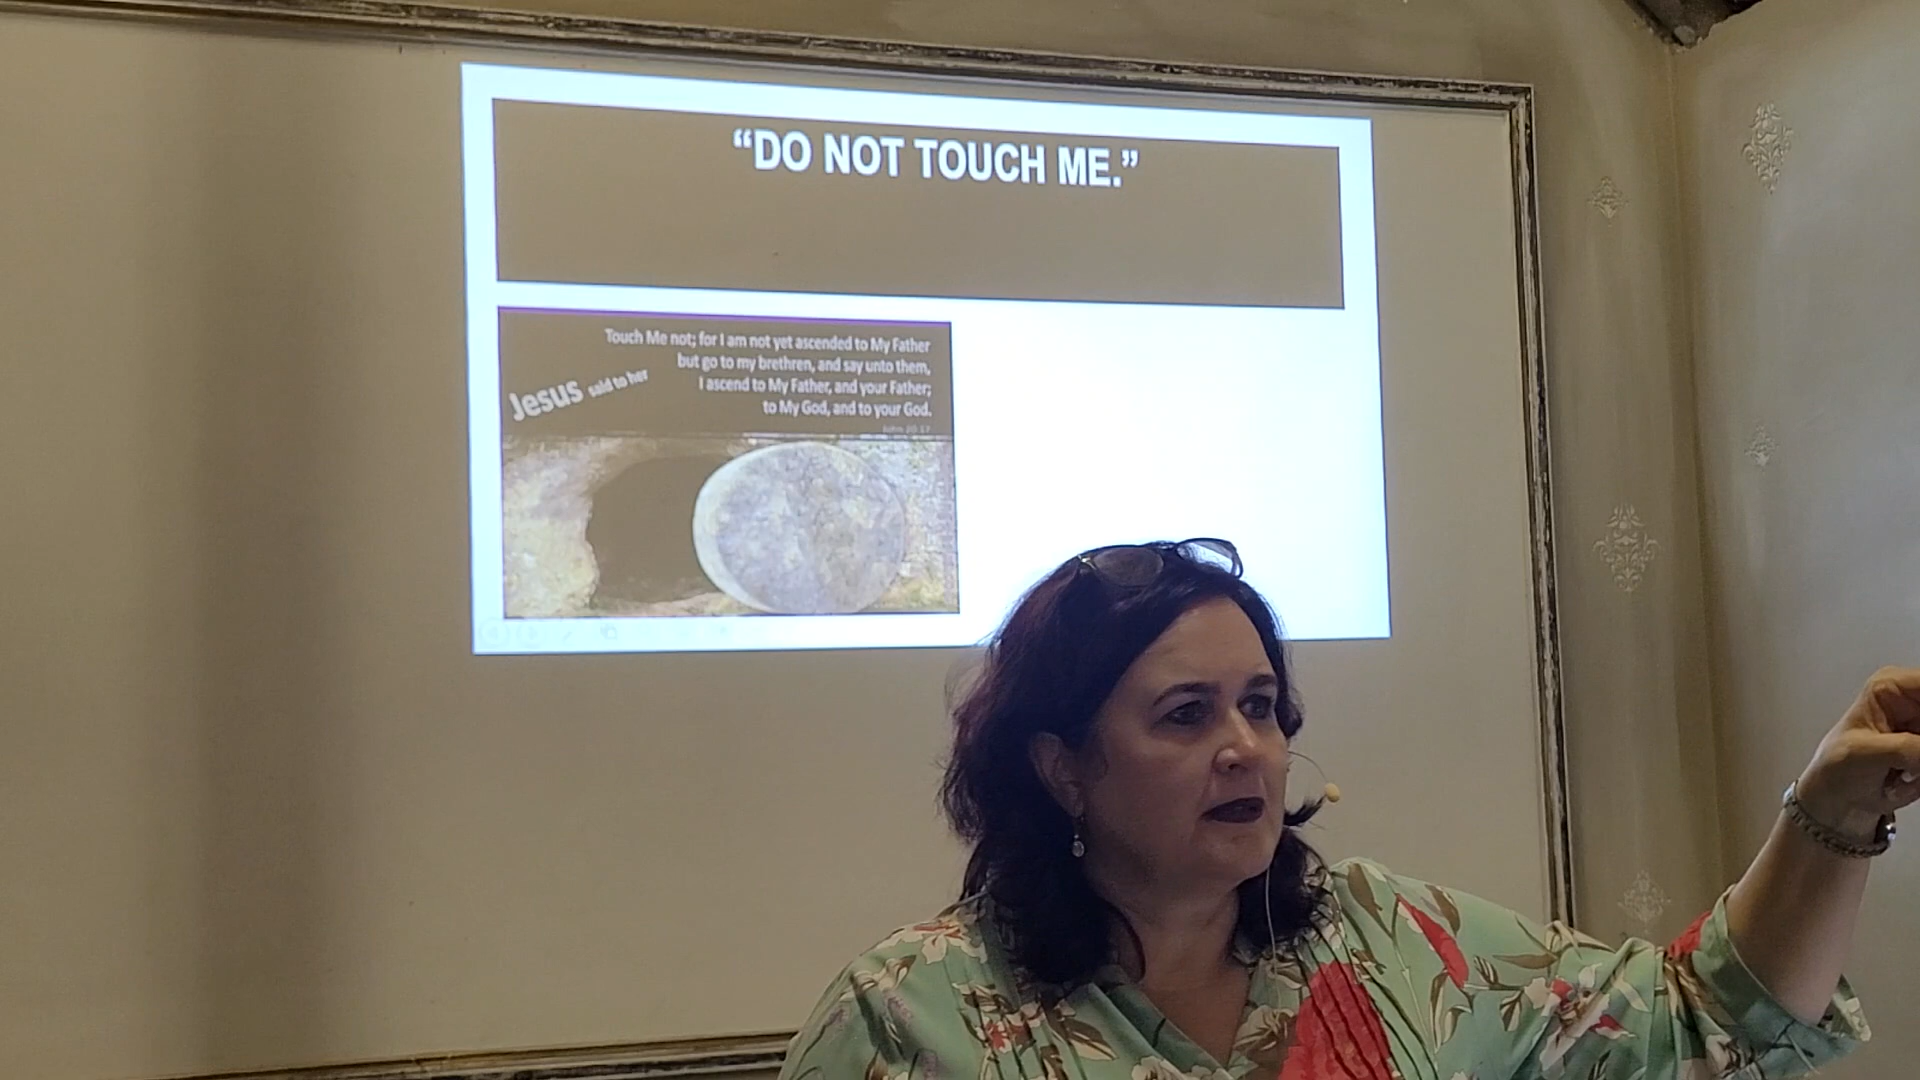 “DO NOT TOUCH ME.”
Touch Me not; for I am not yet ascended to My Father
but go to my brethren, and say unto them,
Jesus said to her
I ascend to My Father, and your Father;
to My God, and to your God.
John 20:17